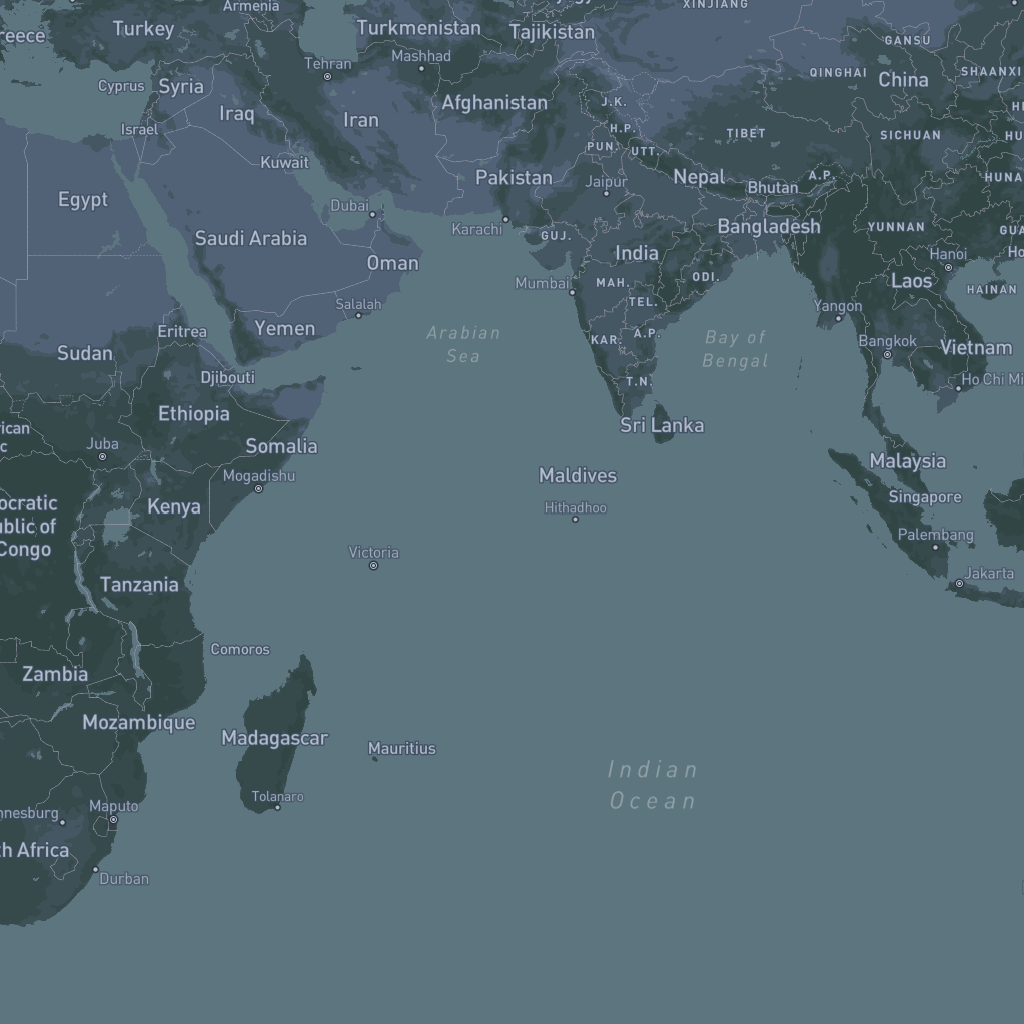 Armenia
XINJIANG
Turkey
Turkmenistan
Tajikistan
GANSU
Tehran
Mashhad
QINGHAI
China
SHAANXI
Cyprus
Syria
Afghanistan
J.K.
Iraq
Iran
Israel
H.P.
TIBET
SICHUAN
PUN.
UTT.
Kuwait
Pakistan
Jaipur
Nepal
Bhutan
A.P.
HUNA
Egypt
Dubai
Karachi
GUJ.
Bangladesh
YUNNAN
GUA
Saudi Arabia
Oman
India
Hanoi
Ho
Mumbai
MAH.
ODI.
Laos
HAINAN
Salalah
TEL.
Yangon
Eritrea
Yemen
Arabian
Sea
KAR.
A.P.
Bay of
Bengal
Bangkok
Vietnam
Sudan
Djibouti
T.N.
Ho Chi Mi
Ethiopia
Sri Lanka
rican
c
Juba
Somalia
Malaysia
Mogadishu
Maldives
Singapore
ocratic
ublic of
Congo
Kenya
Hithadhoo
Palembang
Victoria
Jakarta
Tanzania
Comoros
Zambia
Mozambique
Madagascar
Mauritius
Indian
Ocean
Tolanaro
nnesburg
Maputo
th Africa
Durban